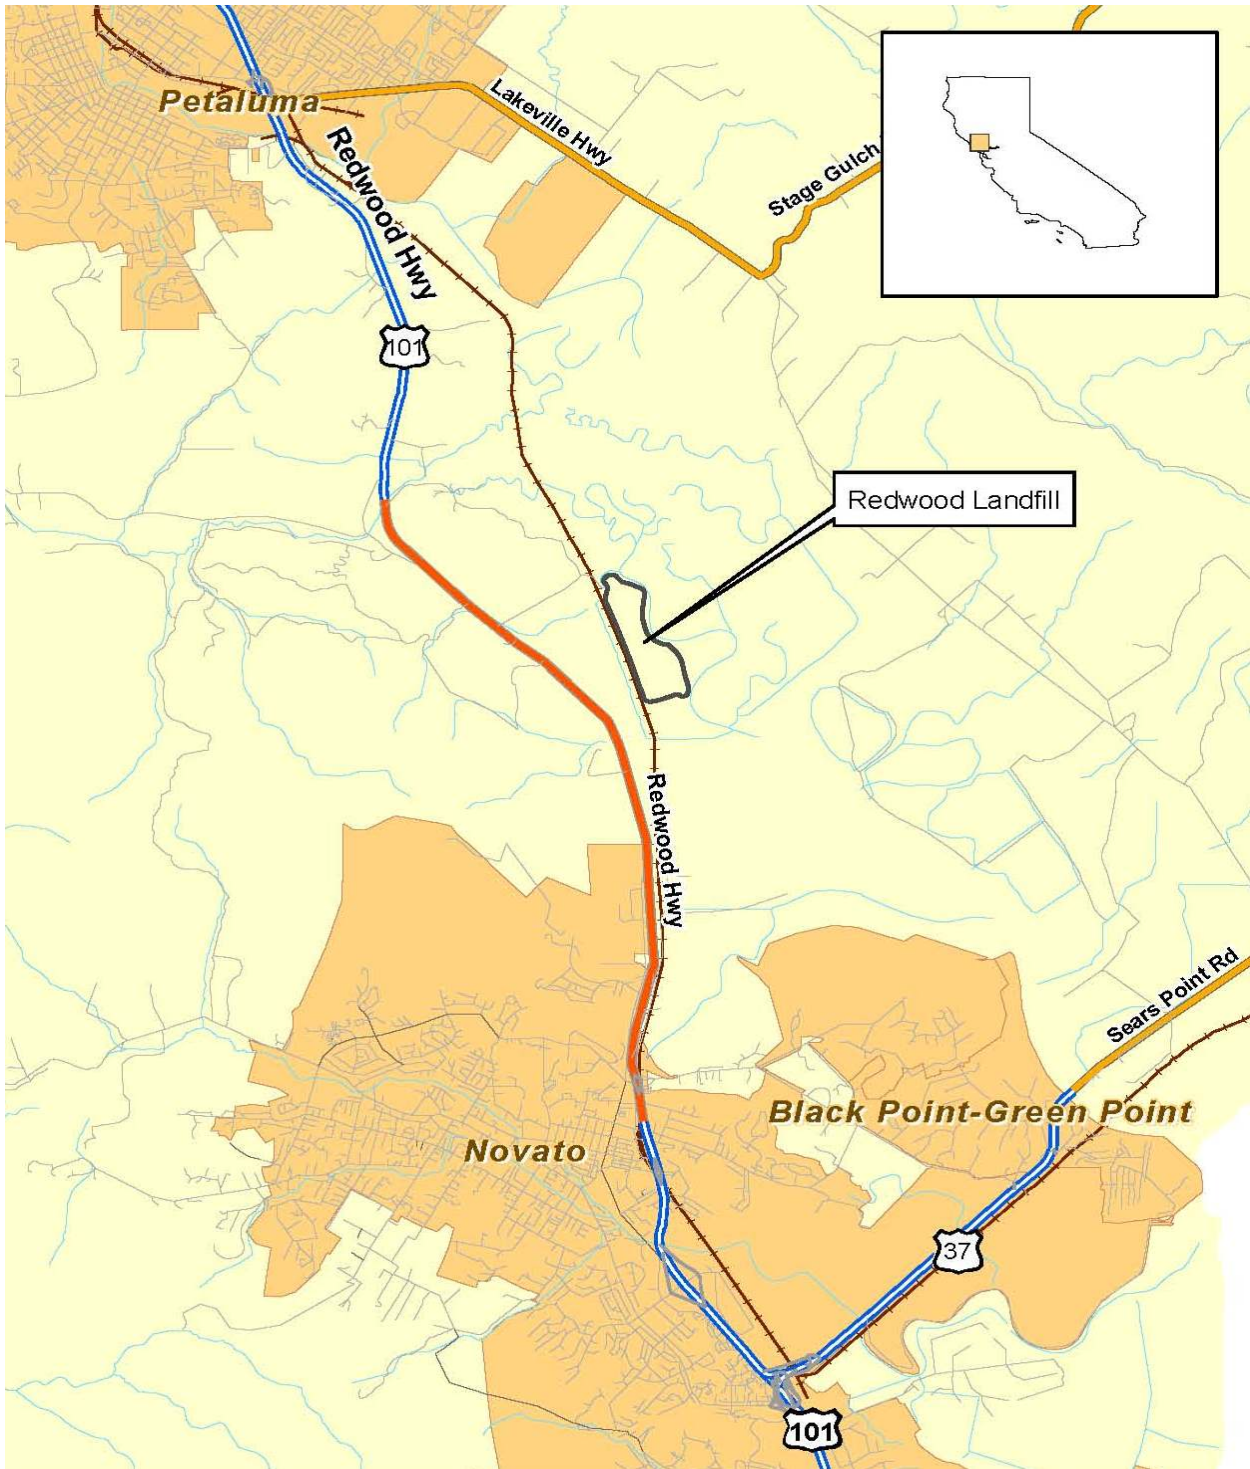 Petaluma
Redwood Hwy
Lakeville Hwy
Stage Gulch
101
Redwood Landfill
Redwood Hwy
Sears Point Rd
Black Point-Green Point
Novato
37
101